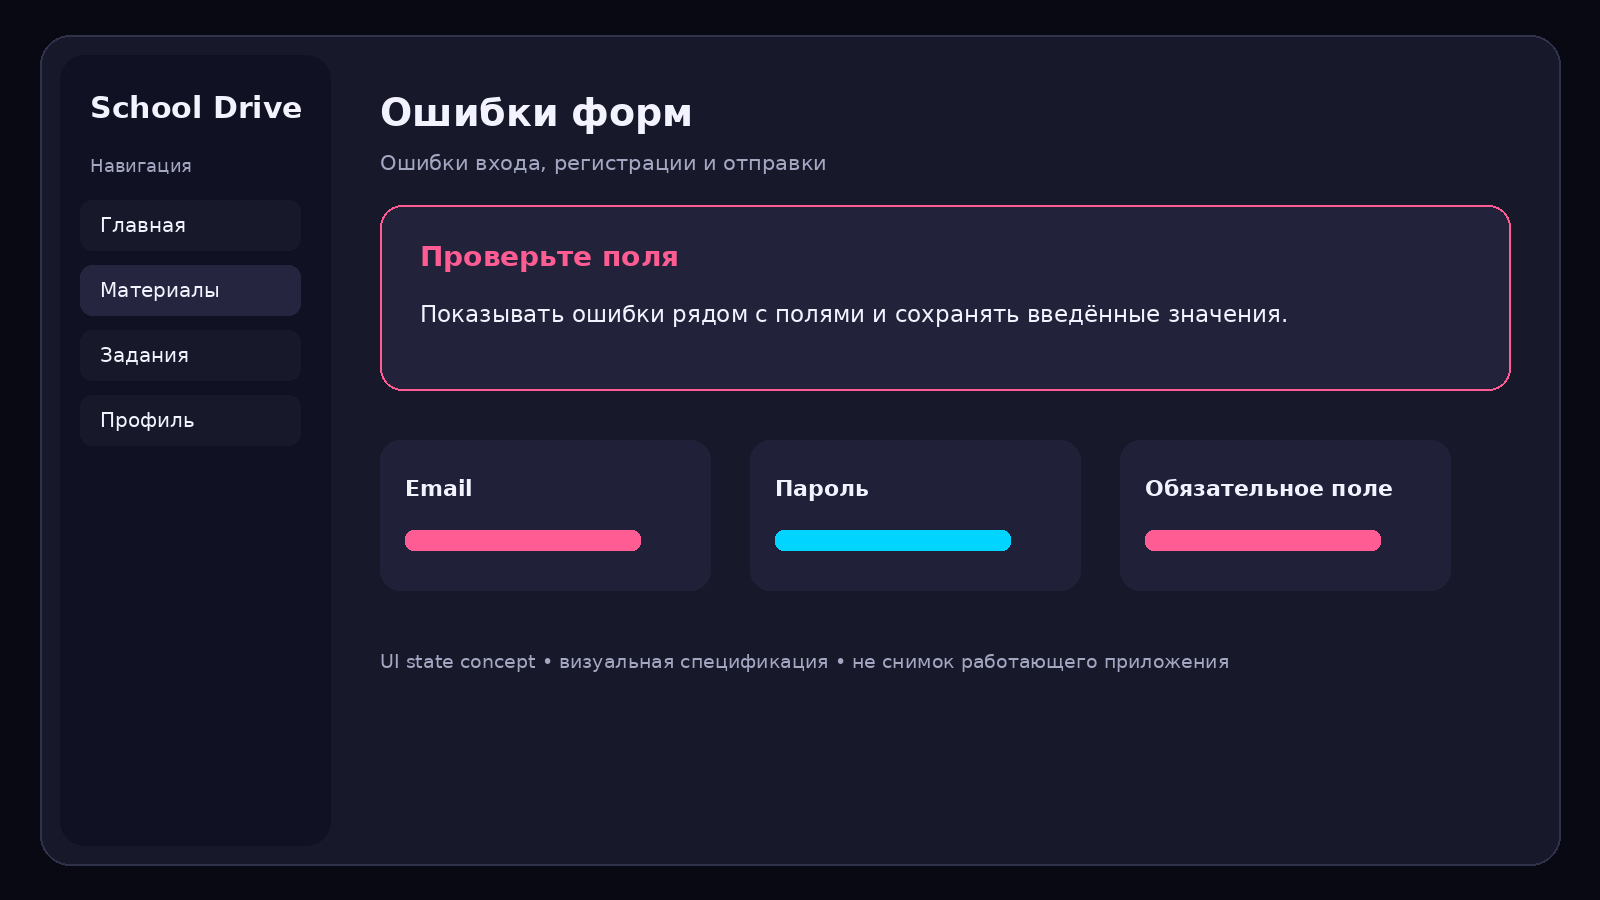 School Drive
Навигация
Главная
Материалы
Задания
Профиль
Ошибки форм
Ошибки входа, регистрации и отправки
Проверьте поля
Показывать ошибки рядом с полями и сохранять введённые значения.
Email
Пароль
Обязательное поле
UI state concept • визуальная спецификация • не снимок работающего приложения